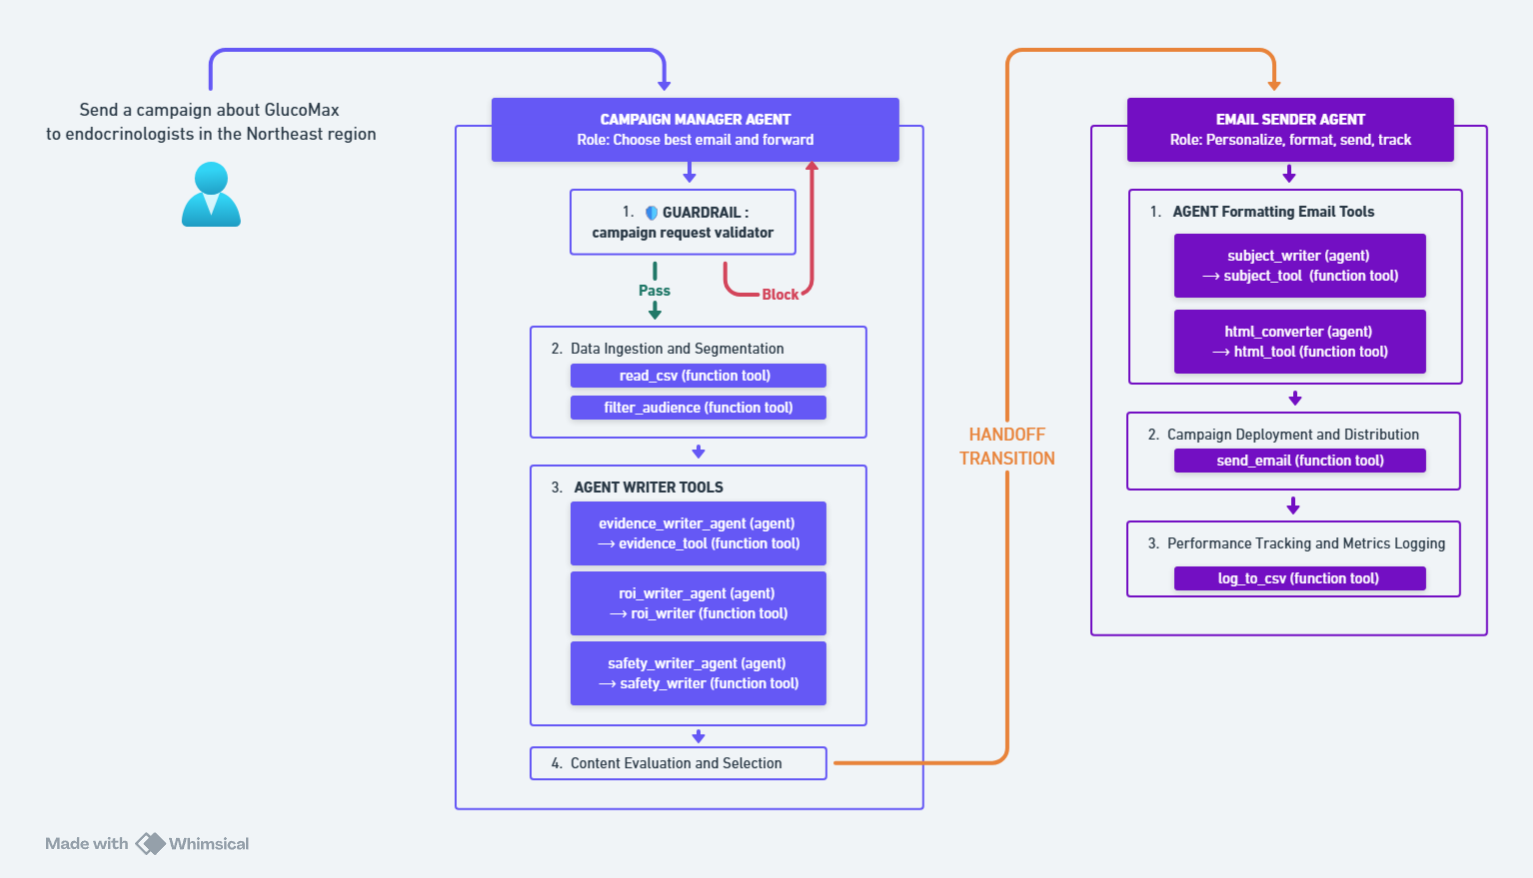 Send a campaign about GlucoMax
to endocrinologists in the Northeast region
CAMPAIGN MANAGER AGENT
Role: Choose best email and forward
1. GUARDRAIL :
campaign request validator
Pass
Block
2. Data Ingestion and Segmentation
read_csv (function tool)
filter_audience (function tool)
3. AGENT WRITER TOOLS
evidence_writer_agent (agent)
→ evidence_tool (function tool)
roi_writer_agent (agent)
→ roi_writer (function tool)
safety_writer_agent (agent)
→ safety_writer (function tool)
4. Content Evaluation and Selection
HANDOFF
TRANSITION
EMAIL SENDER AGENT
Role: Personalize, format, send, track
1. AGENT Formatting Email Tools
subject_writer (agent)
→ subject_tool (function tool)
html_converter (agent)
→ html_tool (function tool)
2. Campaign Deployment and Distribution
send_email (function tool)
3. Performance Tracking and Metrics Logging
log_to_csv (function tool)
Made with Whimsical